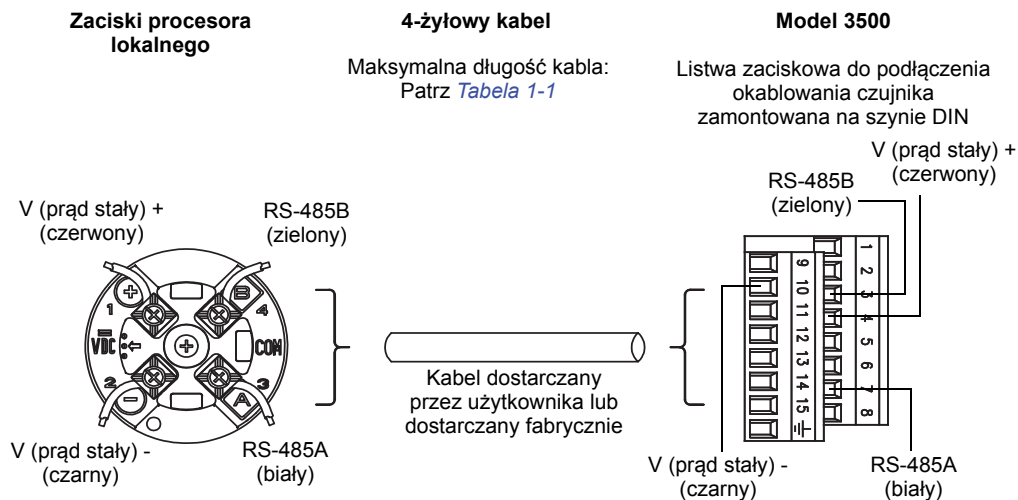 Zaciski procesora
lokalnego
4-żyłowy kabel
Maksymalna długość kabla:
Patrz Tabela 1-1
Model 3500
Listwa zaciskowa do podłączenia
okablowania czujnika
zamontowana na szynie DIN
V (prąd stały) +
(czerwony)
RS-485B
(zielony)
V (prąd stały) +
(czerwony)
RS-485B
(zielony)
+
B
1
4
VDC
COM
2
3
-
A
V (prąd stały) -
(czarny)
RS-485A
(biały)
Kabel dostarczany
przez użytkownika lub
dostarczany fabrycznie
9
10
11
12
13
14
15
1
2
3
4
5
6
7
8
V (prąd stały) -
(czarny)
RS-485A
(biały)